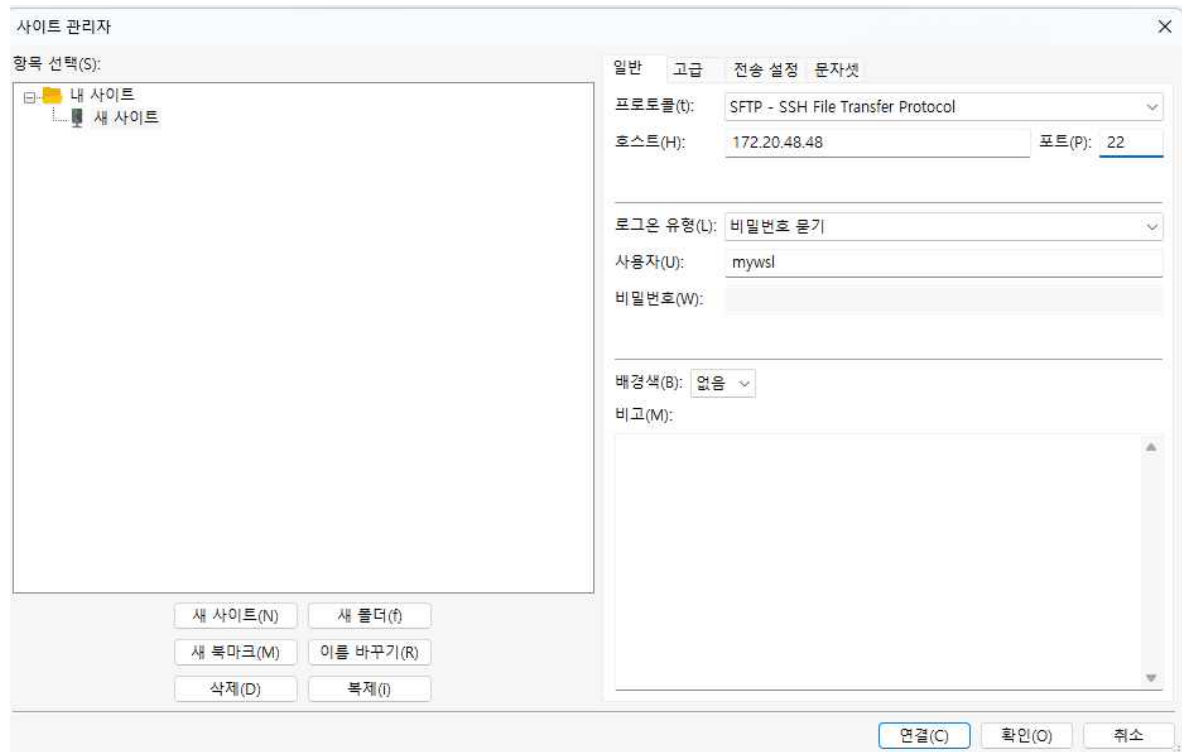 사이트 관리자
항목 선택(S):
내 사이트
새 사이트
새 사이트(N) 새 폴더(f)
새 북마크(M) 이름 바꾸기(R)
삭제(D) 복제(i)
일반 고급 전송 설정 문자셋
프로토콜(t): SFTP - SSH File Transfer Protocol
호스트(H): 172.20.48.48 포트(P): 22
로그온 유형(L): 비밀번호 묻기
사용자(U): mywsl
비밀번호(W):
배경색(B): 없음
비고(M):
연결(C) 확인(O) 취소